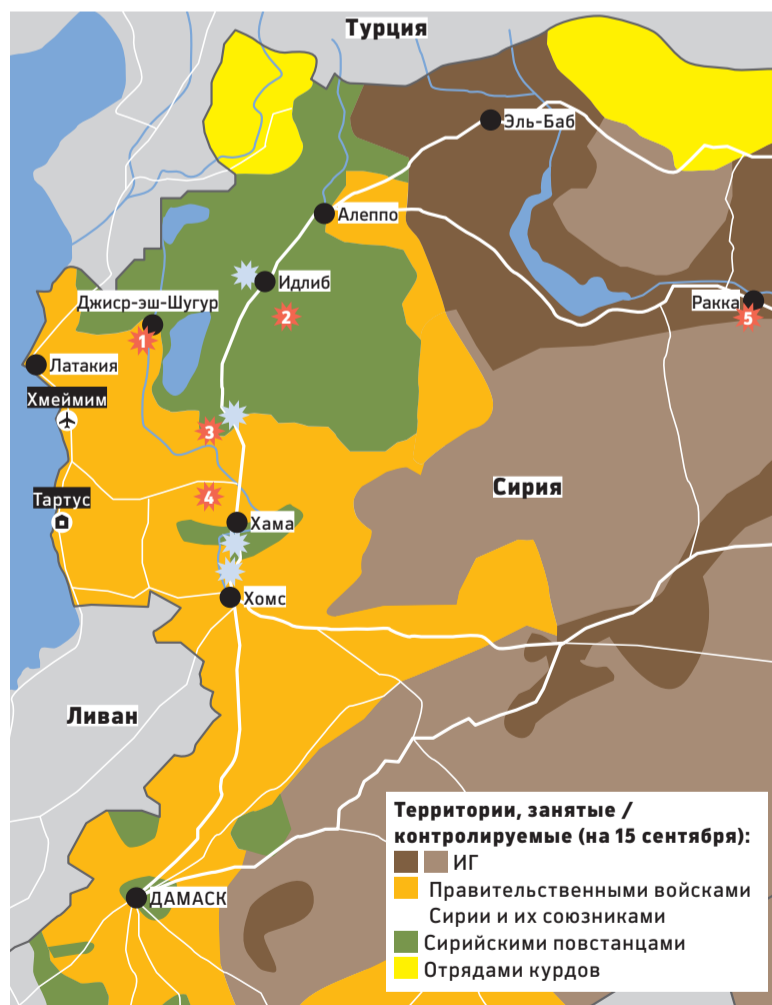 Турция
Эль-Баб
Алеппо
Идлиб
Джиср-эш-Шугур
2
Ракка
5
1
Латакия
Хмеймим
3
Сирия
Тартус
4
Хама
Хомс
Ливан
Территории, занятые /
контролируемые (на 15 сентября):
ИГ
Правительственными войсками
Сирии и их союзниками
ДАМАСК
Сирийскими повстанцами
Отрядами курдов